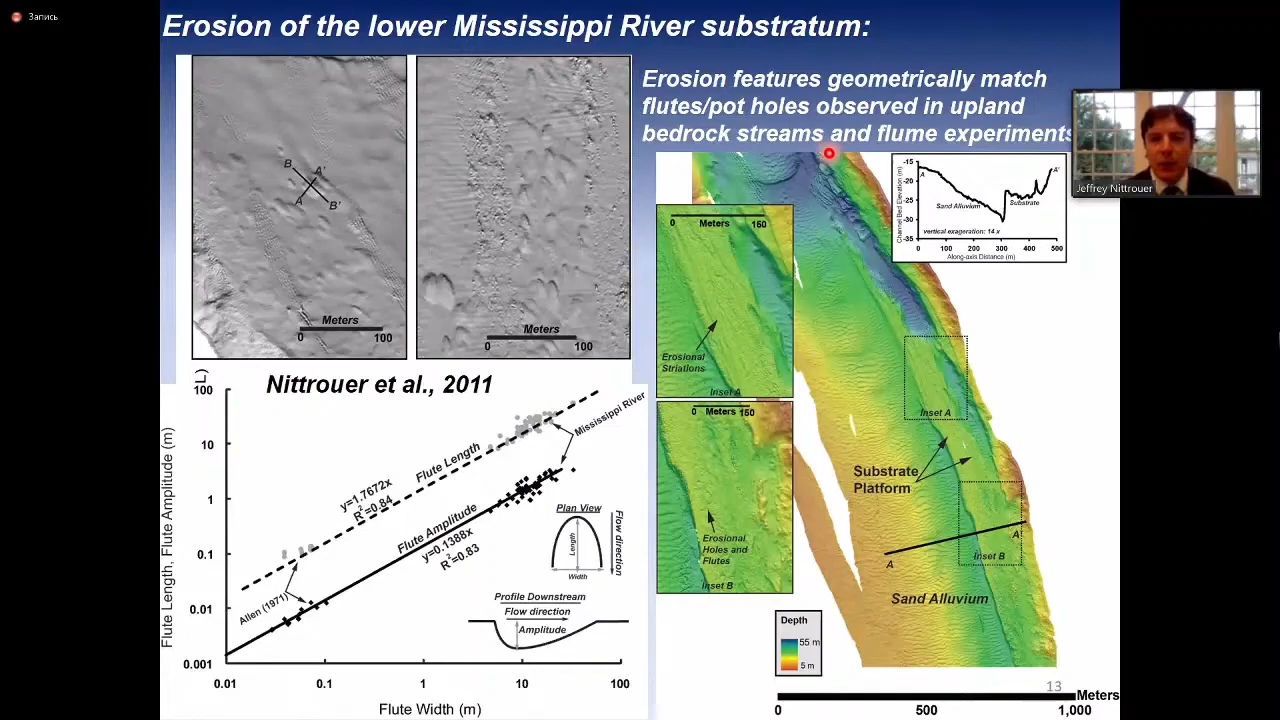 Запись
Erosion of the lower Mississippi River substratum:
Erosion features geometrically match
flutes/pot holes observed in upland
bedrock streams and flume experiments
Jeffrey Nittrouer
B
A'
A
B'
Meters
0
100
Meters
0
100
Nittrouer et al., 2011
L)
Flute Length, Flute Amplitude (m)
100
10
1
0.1
0.01
0.001
0.01
0.1
1
10
100
Flute Width (m)
Mississippi River
Flute Length
y=1.7672x
R²=0.84
Flute Amplitude
y=0.1388x
R²=0.83
Allen (1971)
Plan View
Length
Width
Flow direction
Profile Downstream
Flow direction
Amplitude
0
150
Meters
Erosional
Striations
Inset A
0 Meters 150
Erosional
Holes and
Flutes
Inset B
Channel Bed Elevation (m)
-15
-20
-25
-30
-35
A
A'
Sand Alluvium
Substrate
vertical exageration: 14 x
0
100
200
300
400
500
Along-axis Distance (m)
Inset A
Substrate
Platform
A
A'
Inset B
Sand Alluvium
Depth
55 m
5 m
13
Meters
0
500
1,000